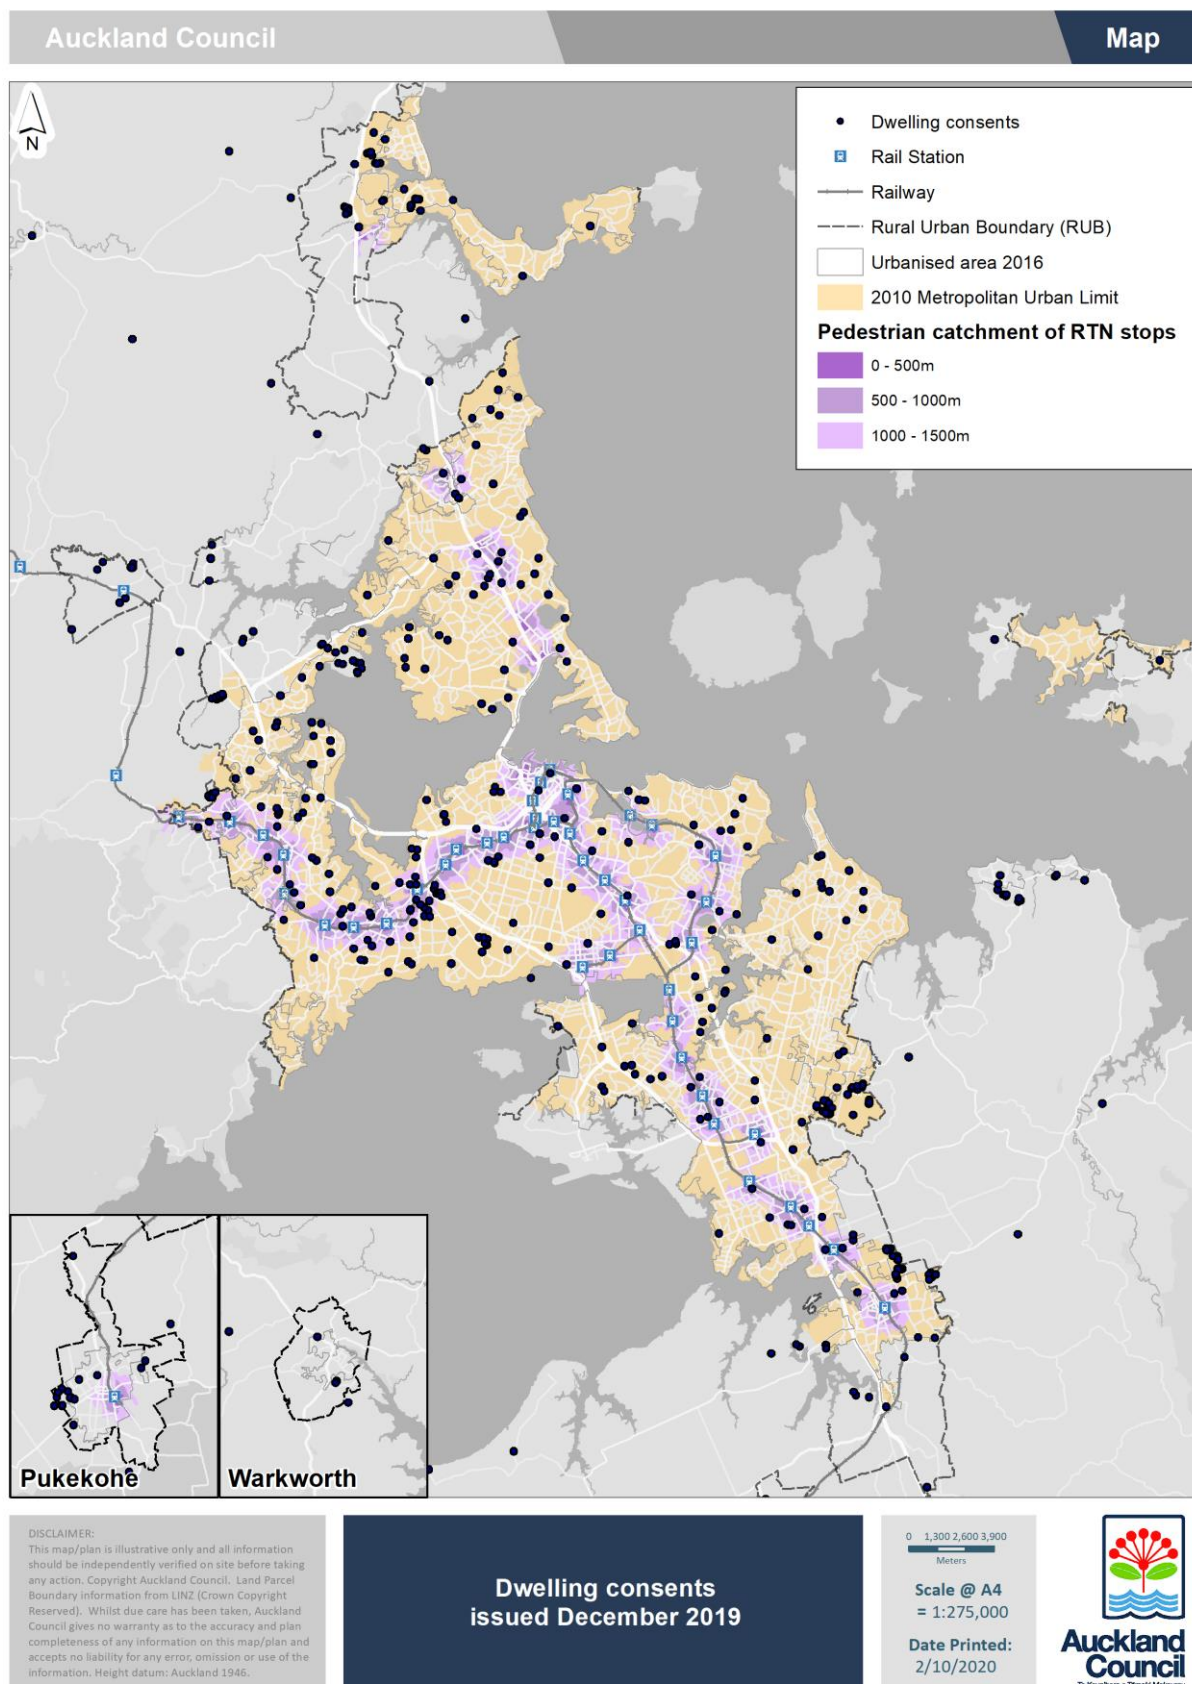 Auckland Council
Map
N
Dwelling consents
Rail Station
Railway
Rural Urban Boundary (RUB)
Urbanised area 2016
2010 Metropolitan Urban Limit
Pedestrian catchment of RTN stops
0 - 500m
500 - 1000m
1000 - 1500m
Pukekohe
Warkworth
DISCLAIMER:
This map/plan is illustrative only and all information
should be independently verified on site before taking
any action. Copyright Auckland Council. Land Parcel
Boundary information from LINZ (Crown Copyright
Reserved). Whilst due care has been taken, Auckland
Council gives no warranty as to the accuracy and plan
completeness of any information on this map/plan and
accepts no liability for any error, omission or use of the
information. Height datum: Auckland 1946.
Dwelling consents
issued December 2019
0 1,300 2,600 3,900
Meters
Scale @ A4
= 1:275,000
Date Printed:
2/10/2020
Auckland
Council